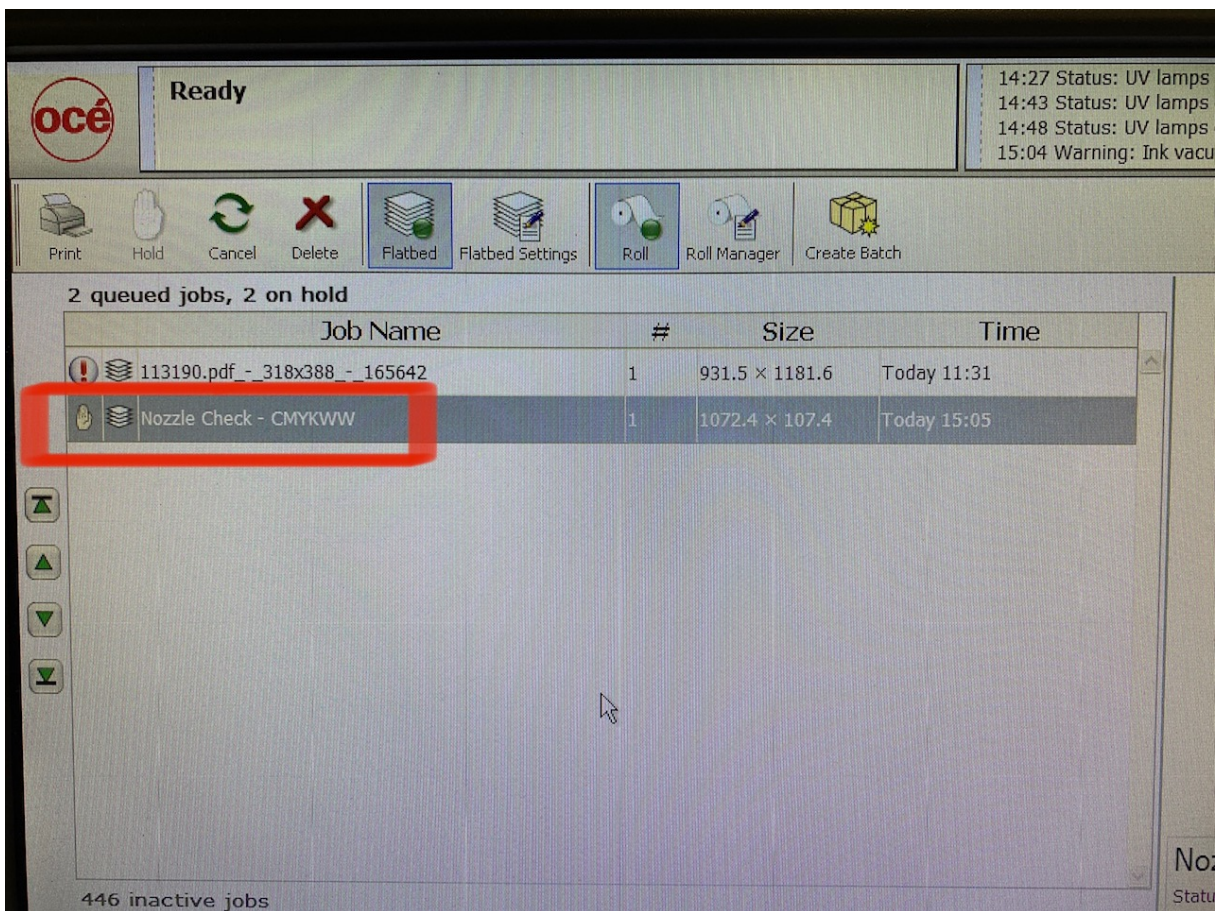 océ
Ready
14:27 Status: UV lamps
14:43 Status: UV lamps
14:48 Status: UV lamps
15:04 Warning: Ink vacu
Print Hold Cancel Delete Flatbed Flatbed Settings Roll Roll Manager Create Batch
2 queued jobs, 2 on hold
Job Name # Size Time
113190.pdf_-_318x388_-_165642 1 931.5 × 1181.6 Today 11:31
Nozzle Check - CMYKWW 1 1072.4 × 107.4 Today 15:05
446 inactive jobs
Noz
Statu